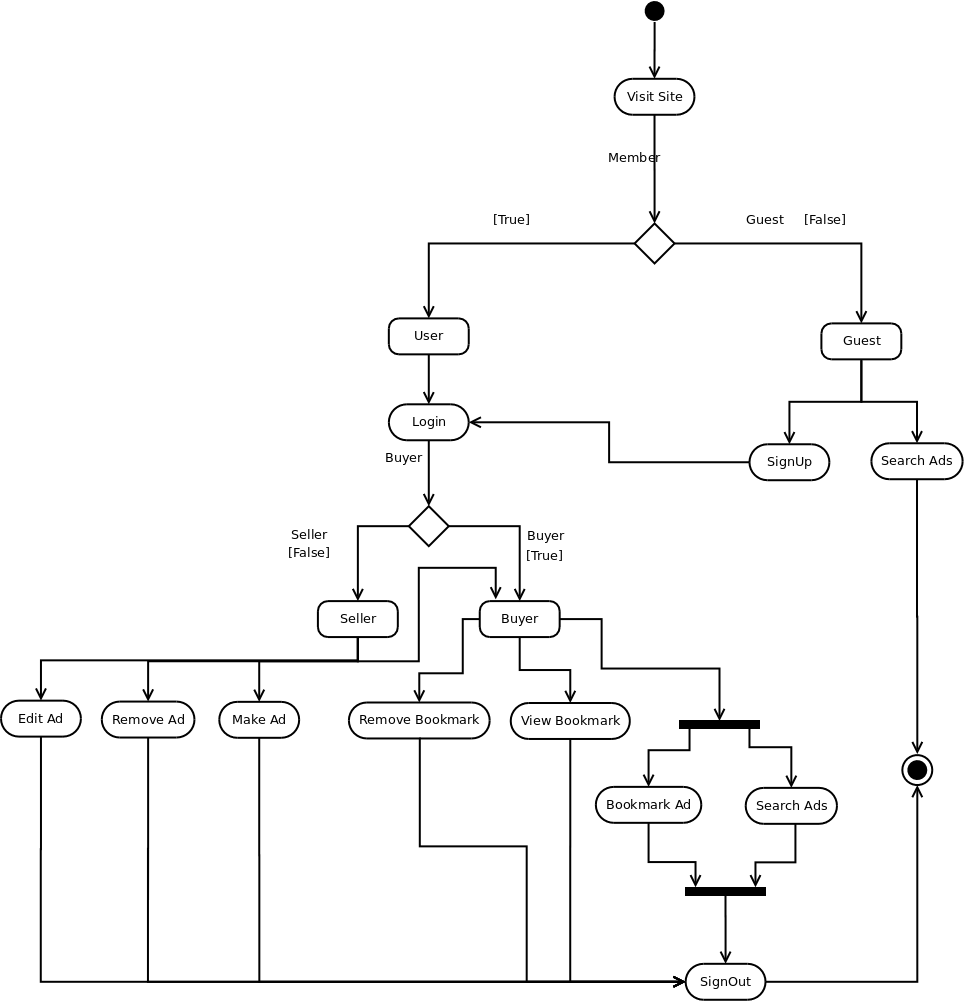 Visit Site
Member
[True]
Guest [False]
User
Guest
Login
Buyer
SignUp
Search Ads
Seller
[False]
Buyer
[True]
Seller
Buyer
Edit Ad
Remove Ad
Make Ad
Remove Bookmark
View Bookmark
Bookmark Ad
Search Ads
SignOut